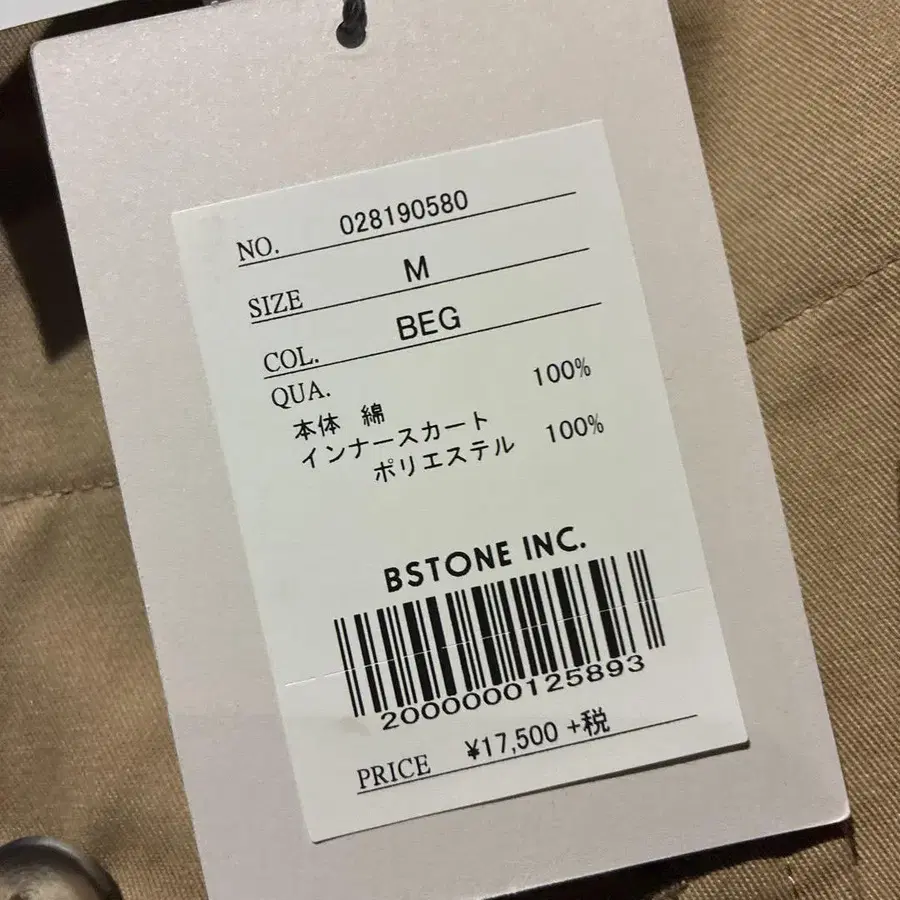 NO. 028190580
SIZE M
COL. BEG
QUA.
本体 綿 100%
インナースカート
ポリエステル 100%
BSTONE INC.
2000000125893
PRICE ¥17,500 +税